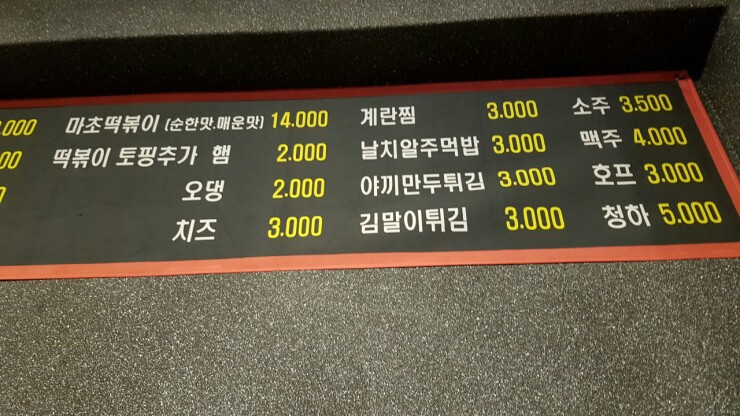 .000 마초떡볶이 (순한맛.매운맛) 14.000 계란찜 3.000 소주 3.500
00 떡볶이 토핑추가 햄 2.000 날치알주먹밥 3.000 맥주 4.000
오댕 2.000 야끼만두튀김 3.000 호프 3.000
치즈 3.000 김말이튀김 3.000 청하 5.000